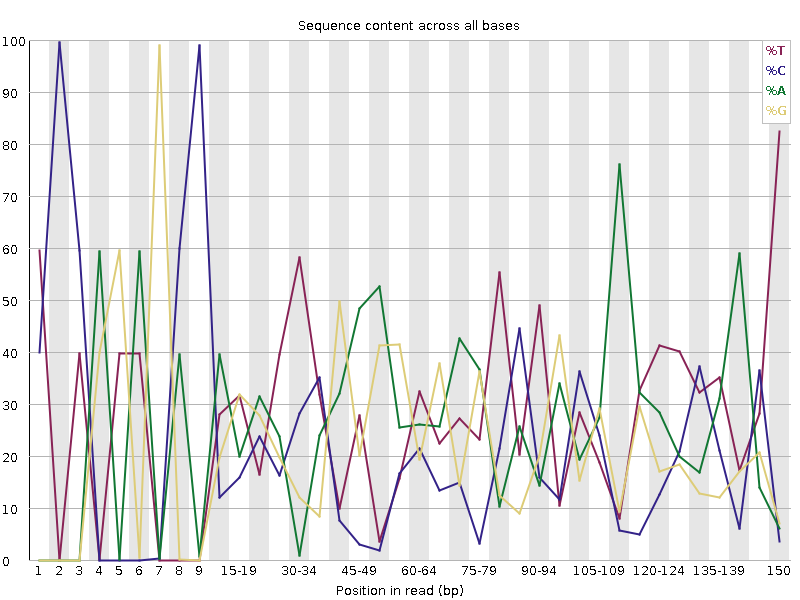 Sequence content across all bases
100
90
80
70
60
50
40
30
20
10
0
%T
%C
%A
%G
1 2 3 4 5 6 7 8 9 15-19 30-34 45-49 60-64 75-79 90-94 105-109 120-124 135-139 150
Position in read (bp)